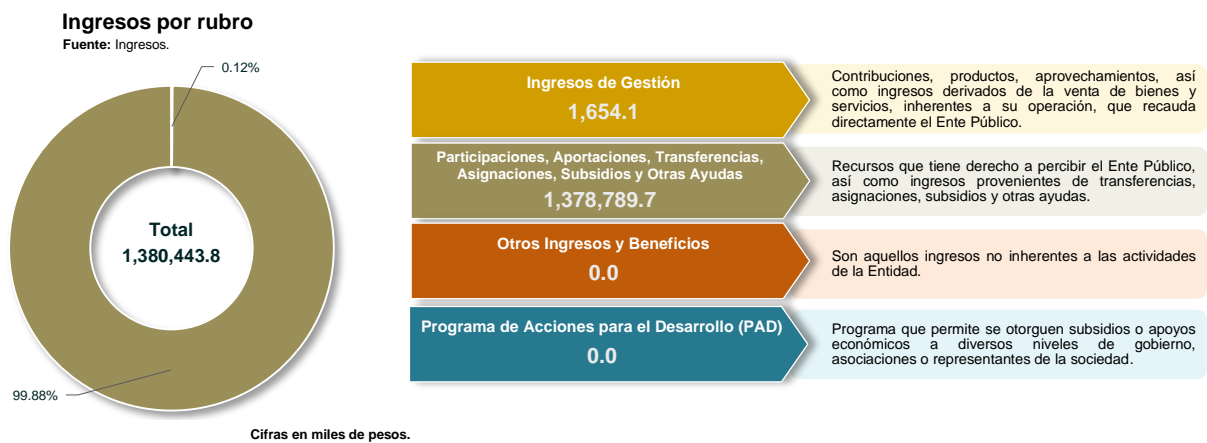 Ingresos por rubro
Fuente: Ingresos.
0.12%
Total
1,380,443.8
99.88%
Ingresos de Gestión
1,654.1
Contribuciones, productos, aprovechamientos, así
como ingresos derivados de la venta de bienes y
servicios, inherentes a su operación, que recauda
directamente el Ente Público.
Participaciones, Aportaciones, Transferencias,
Asignaciones, Subsidios y Otras Ayudas
1,378,789.7
Recursos que tiene derecho a percibir el Ente Público,
así como ingresos provenientes de transferencias,
asignaciones, subsidios y otras ayudas.
Otros Ingresos y Beneficios
0.0
Son aquellos ingresos no inherentes a las actividades
de la Entidad.
Programa de Acciones para el Desarrollo (PAD)
0.0
Programa que permite se otorguen subsidios o apoyos
económicos a diversos niveles de gobierno,
asociaciones o representantes de la sociedad.
Cifras en miles de pesos.